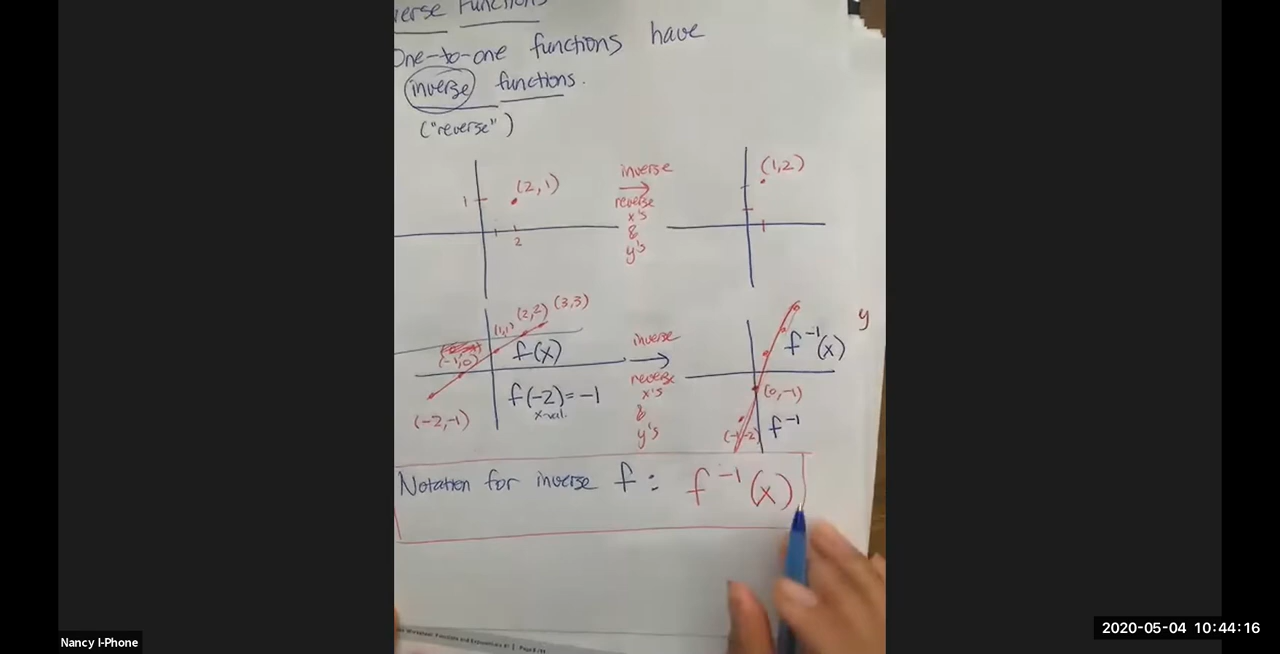 verse Functions
One-to-one functions have
inverse functions.
("reverse")
(2,1)
1
2
inverse
→
reverse
x's
&
y's
(1,2)
(-1,0)
(1,1)
(2,2)
(3,3)
f(x)
(-2,-1)
f(-2)=-1
x-val.
inverse
→
reverse
x's
&
y's
f⁻¹(x)
y
(0,-1)
(-1,-2)
f⁻¹
Notation for inverse f: f⁻¹(x)
Nancy I-Phone
2020-05-04 10:44:16